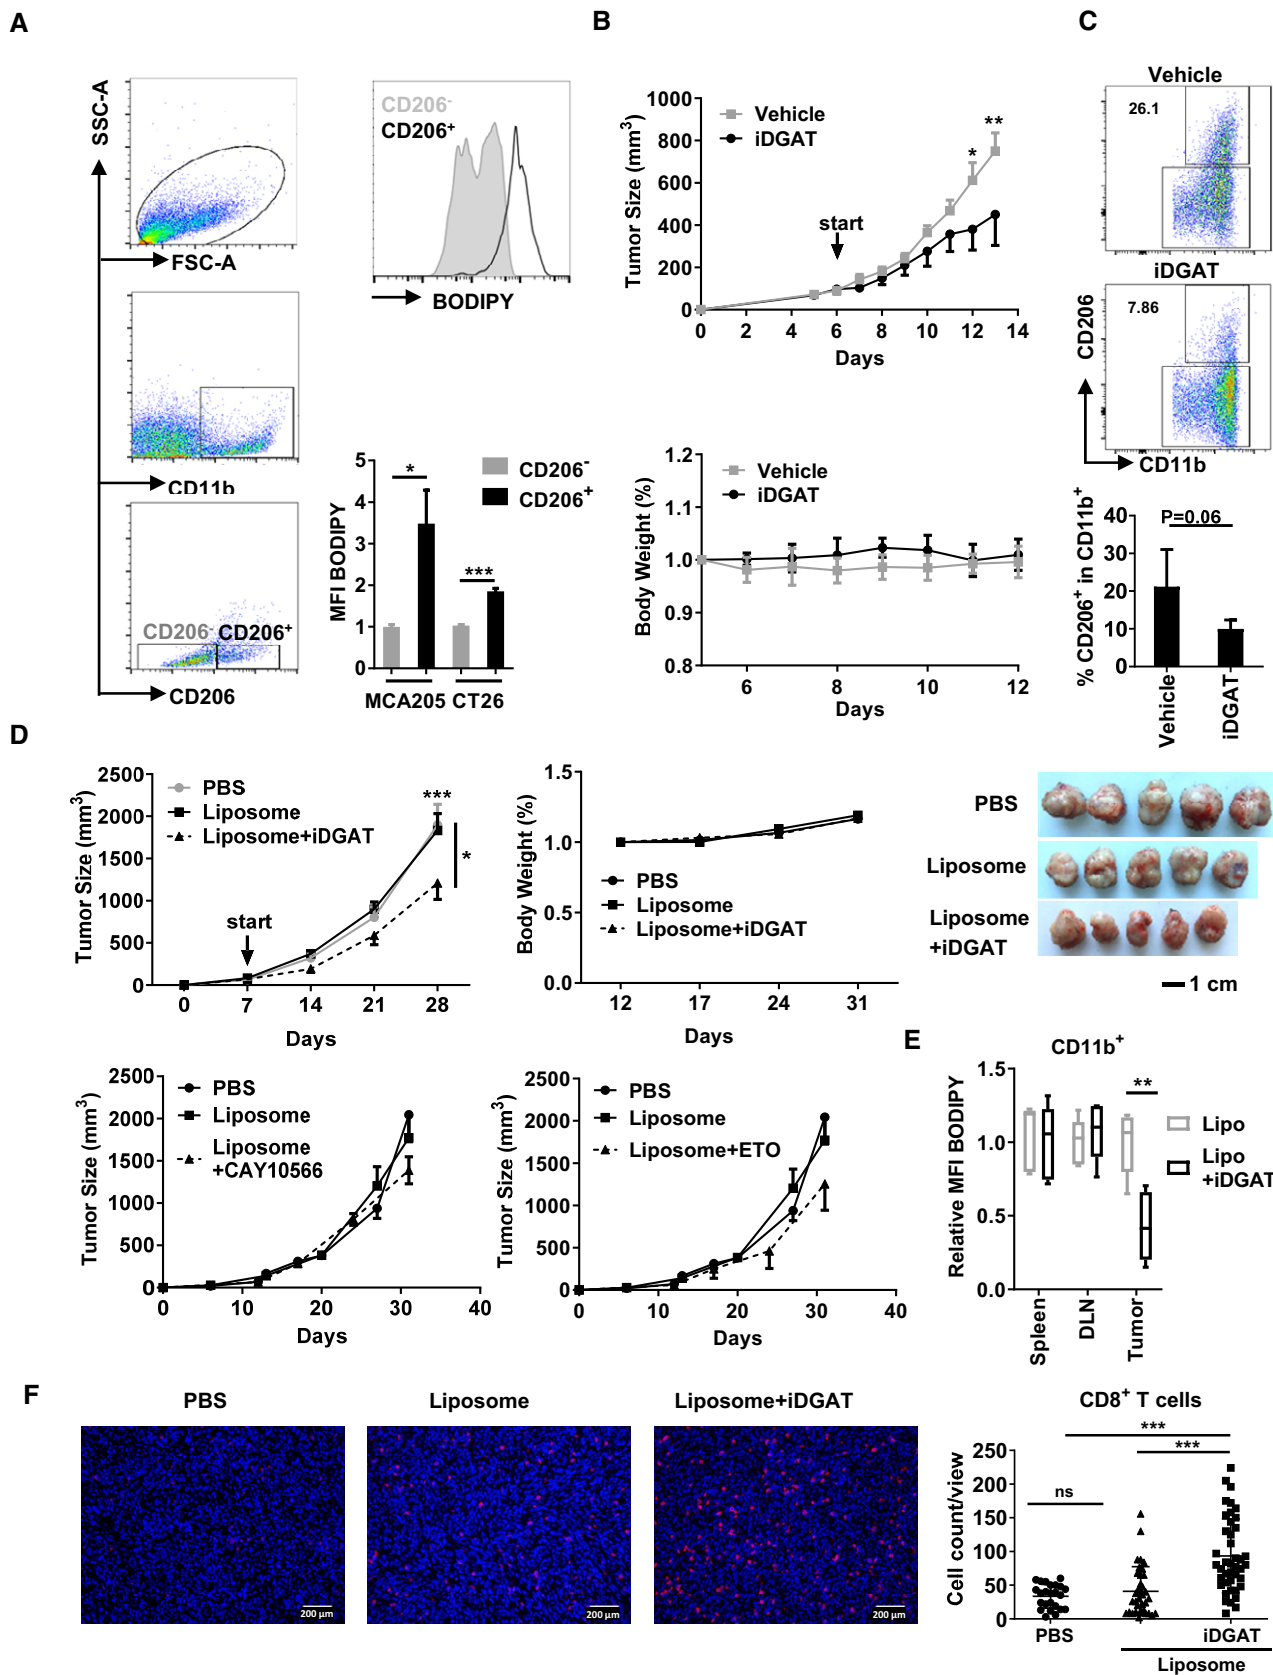 A
SSC-A
FSC-A
CD11b
CD206-
CD206+
CD206
CD206-
CD206+
BODIPY
MFI BODIPY
5
4
3
2
1
0
*
***
CD206-
CD206+
MCA205 CT26
B
Tumor Size (mm3)
1000
800
600
400
200
0
Vehicle
iDGAT
start
*
**
0 2 4 6 8 10 12 14
Days
Body Weight (%)
1.2
1.1
1.0
0.9
0.8
Vehicle
iDGAT
6 8 10 12
Days
C
Vehicle
26.1
iDGAT
7.86
CD206
CD11b
% CD206+ in CD11b+
40
30
20
10
0
P=0.06
Vehicle
iDGAT
D
Tumor Size (mm3)
2500
2000
1500
1000
500
0
PBS
Liposome
Liposome+iDGAT
start
***
*
0 7 14 21 28
Days
Body Weight (%)
1.5
1.0
0.5
0.0
PBS
Liposome
Liposome+iDGAT
12 17 24 31
Days
PBS
Liposome
Liposome
+iDGAT
1 cm
Tumor Size (mm3)
2500
2000
1500
1000
500
0
PBS
Liposome
Liposome
+CAY10566
0 10 20 30 40
Days
Tumor Size (mm3)
2500
2000
1500
1000
500
0
PBS
Liposome
Liposome+ETO
0 10 20 30 40
Days
E
CD11b+
Relative MFI BODIPY
1.5
1.0
0.5
0.0
**
Lipo
Lipo
+iDGAT
Spleen
DLN
Tumor
F
PBS
Liposome
Liposome+iDGAT
200 μm
200 μm
200 μm
CD8+ T cells
Cell count/view
250
200
150
100
50
0
ns
***
***
PBS
iDGAT
Liposome